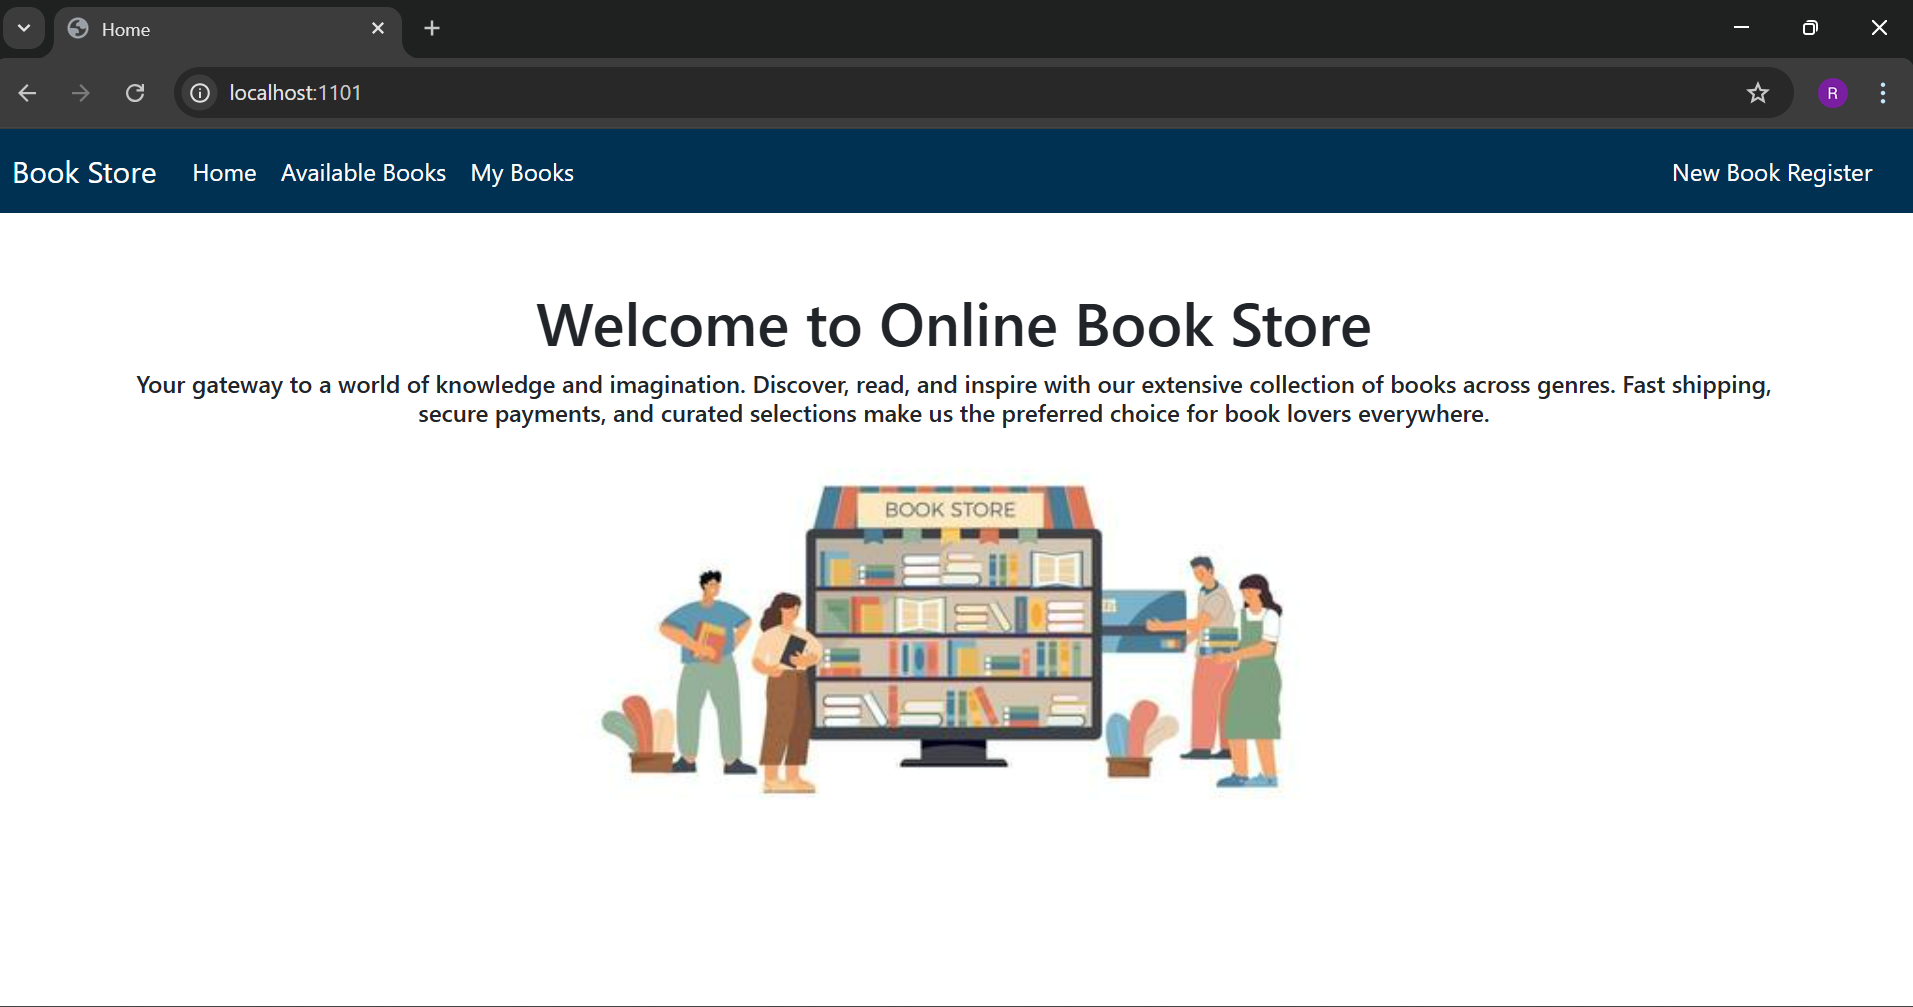 Home
localhost:1101
R
Book Store Home Available Books My Books New Book Register
Welcome to Online Book Store
Your gateway to a world of knowledge and imagination. Discover, read, and inspire with our extensive collection of books across genres. Fast shipping,
secure payments, and curated selections make us the preferred choice for book lovers everywhere.
BOOK STORE